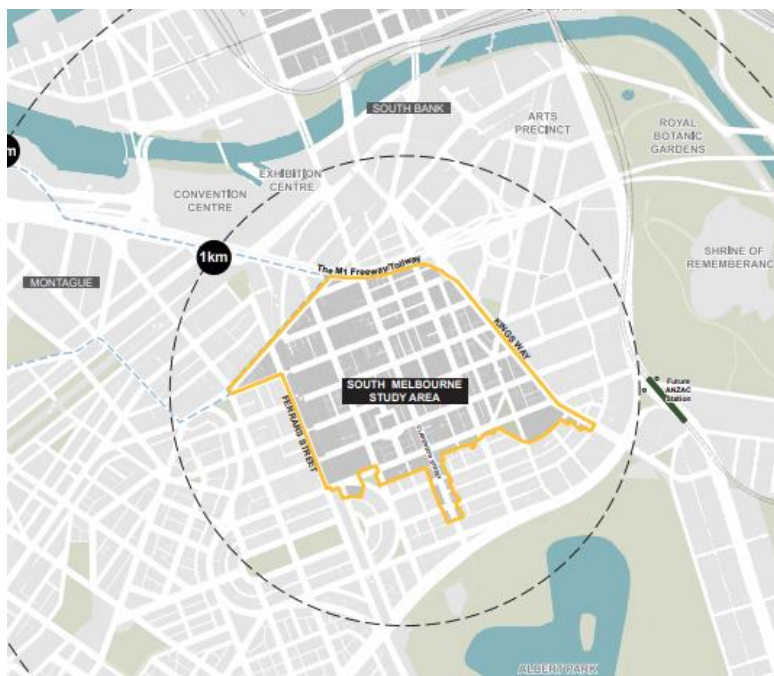 SOUTH BANK
ARTS
PRECINCT
ROYAL
BOTANIC
GARDENS
EXHIBITION
CENTRE
CONVENTION
CENTRE
m
1km
The M1 Freeway/Tollway
SHRINE OF
REMEMBERANC
MONTAGUE
KINGS WAY
SOUTH MELBOURNE
STUDY AREA
Future
ANZAC
Station
FERRARS STREET
ALBERT PARK